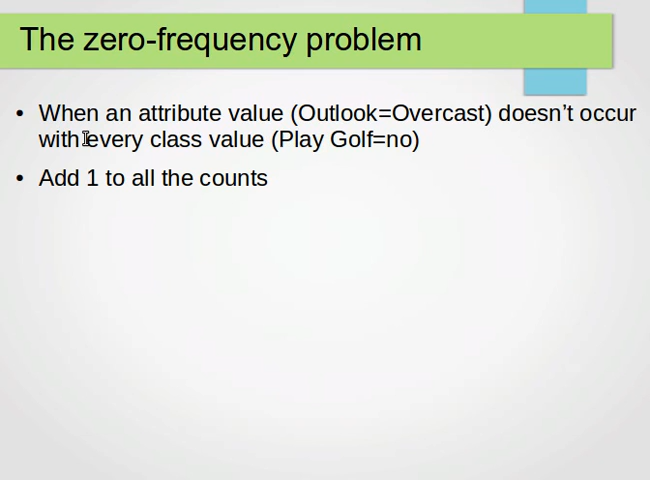 The zero-frequency problem
• When an attribute value (Outlook=Overcast) doesn’t occur
with every class value (Play Golf=no)
• Add 1 to all the counts